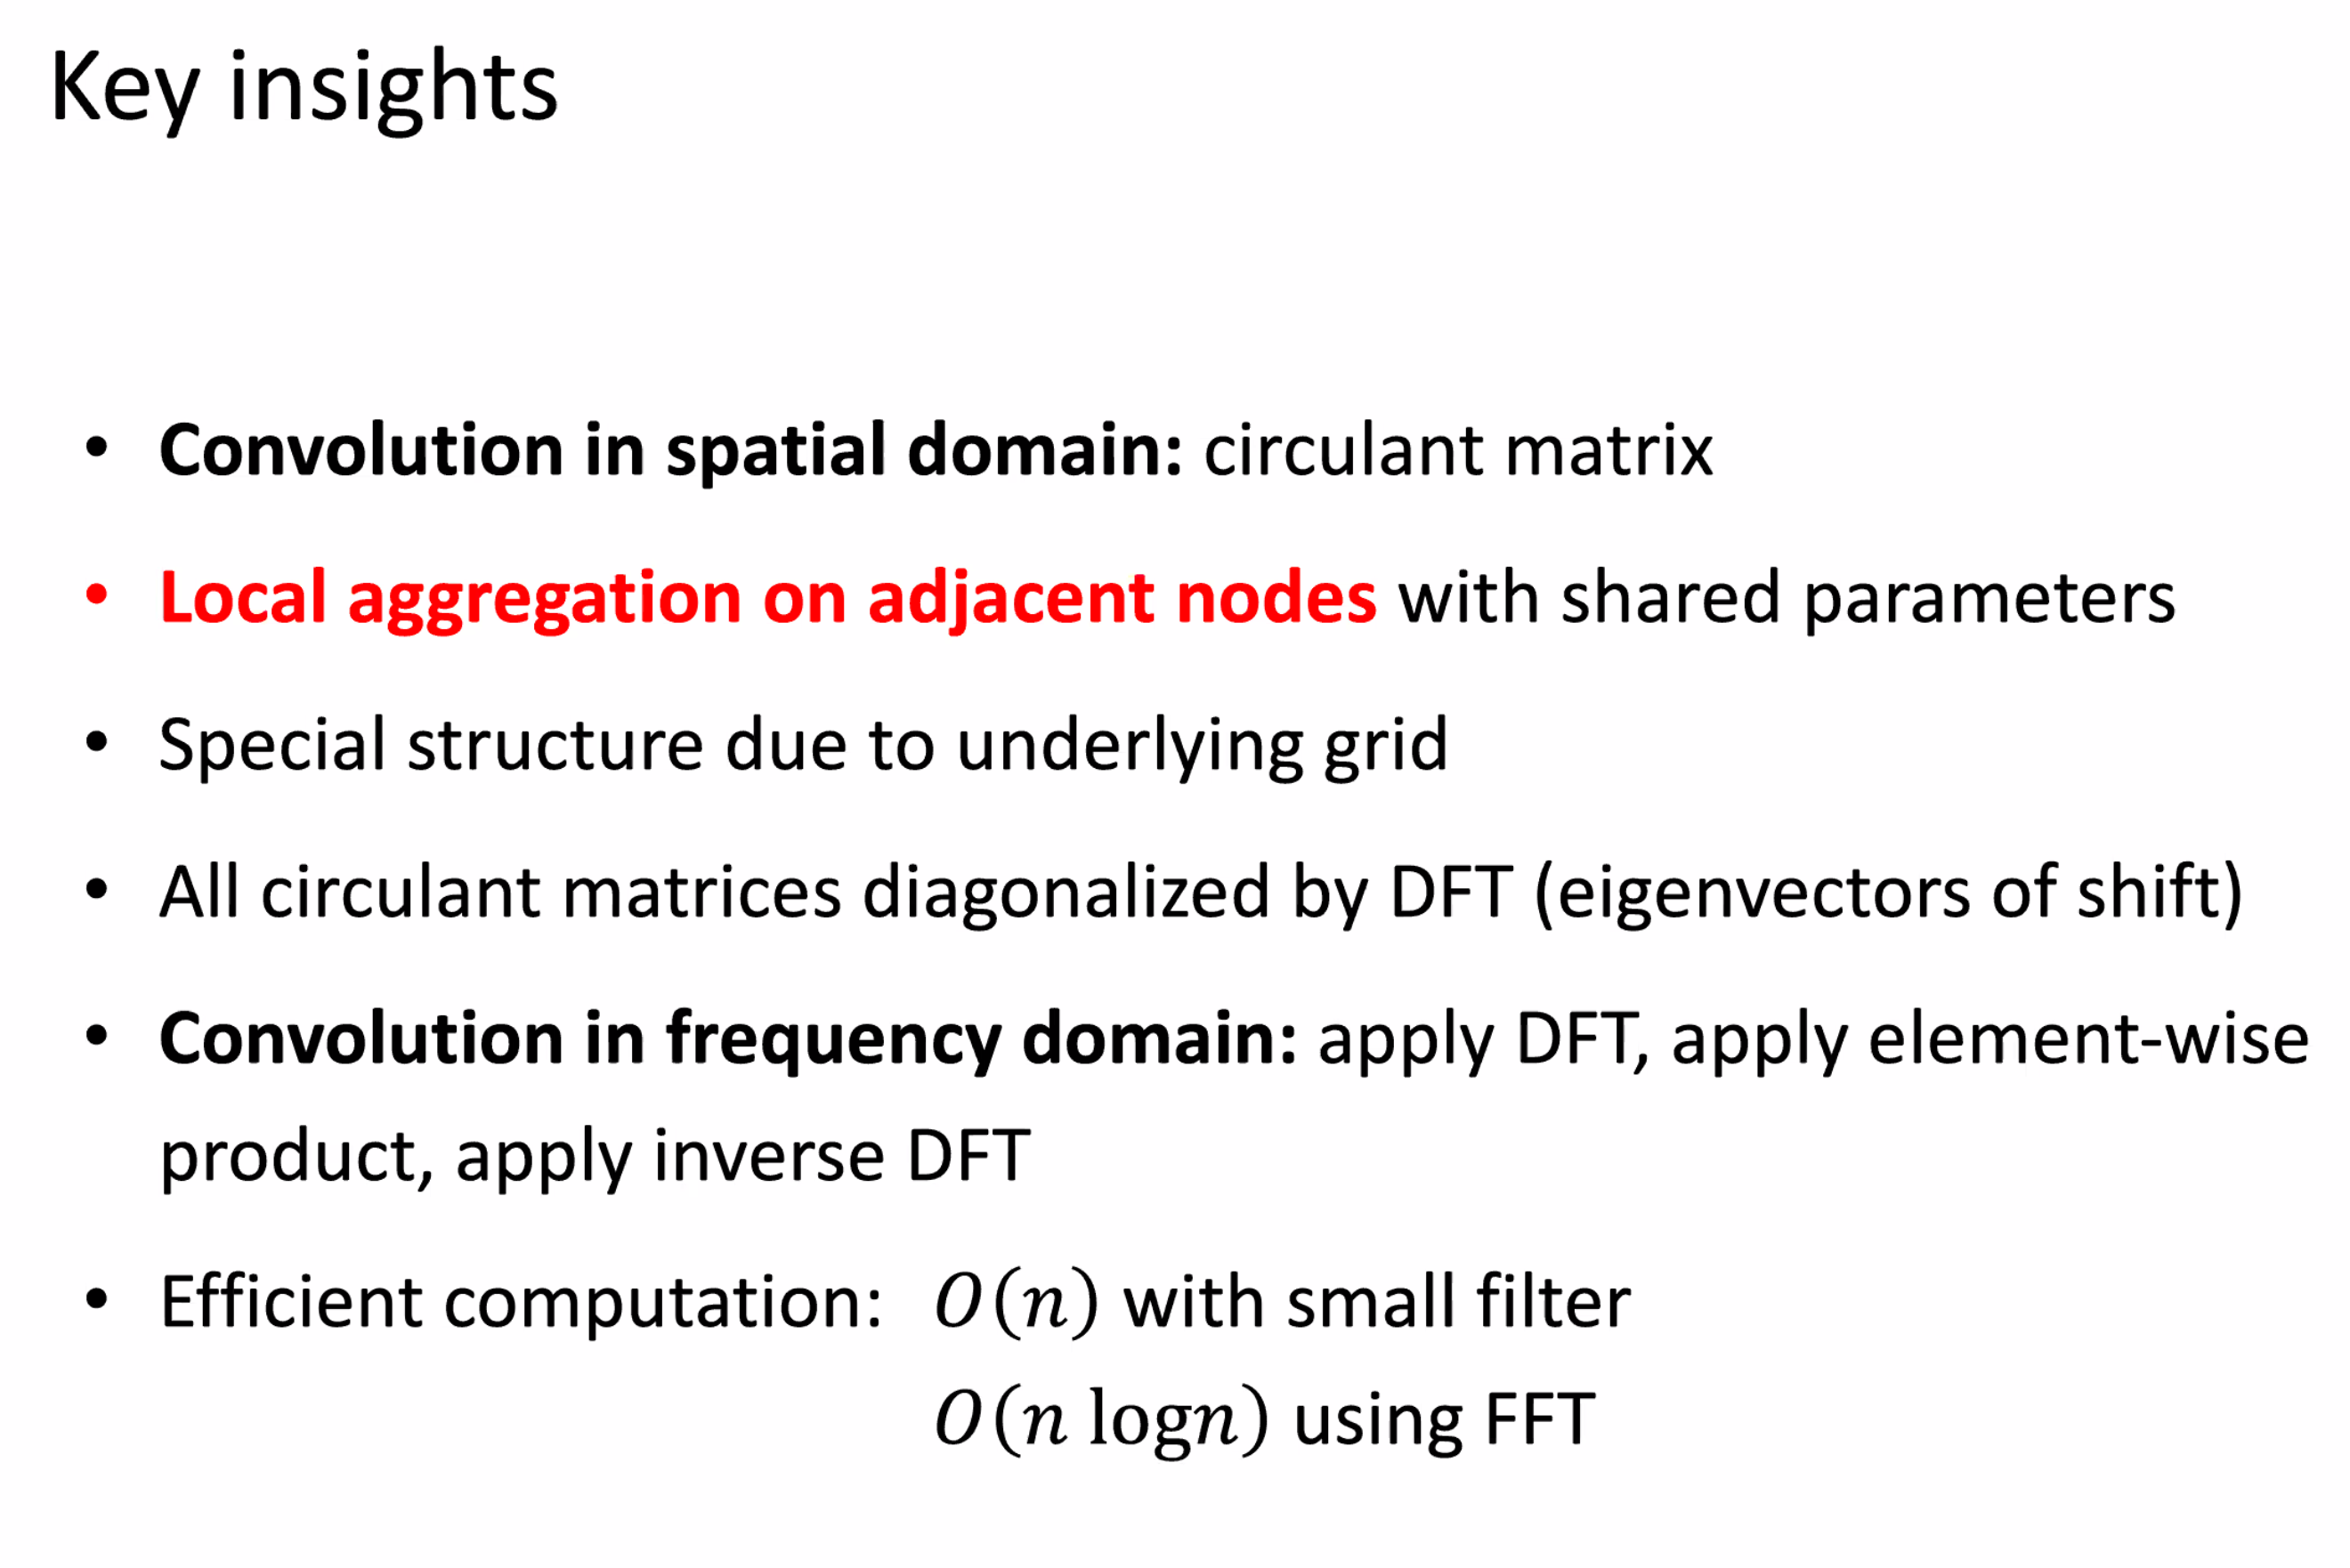 Key insights
• Convolution in spatial domain: circulant matrix
• Local aggregation on adjacent nodes with shared parameters
• Special structure due to underlying grid
• All circulant matrices diagonalized by DFT (eigenvectors of shift)
• Convolution in frequency domain: apply DFT, apply element-wise
product, apply inverse DFT
• Efficient computation: O(n) with small filter
O(n logn) using FFT